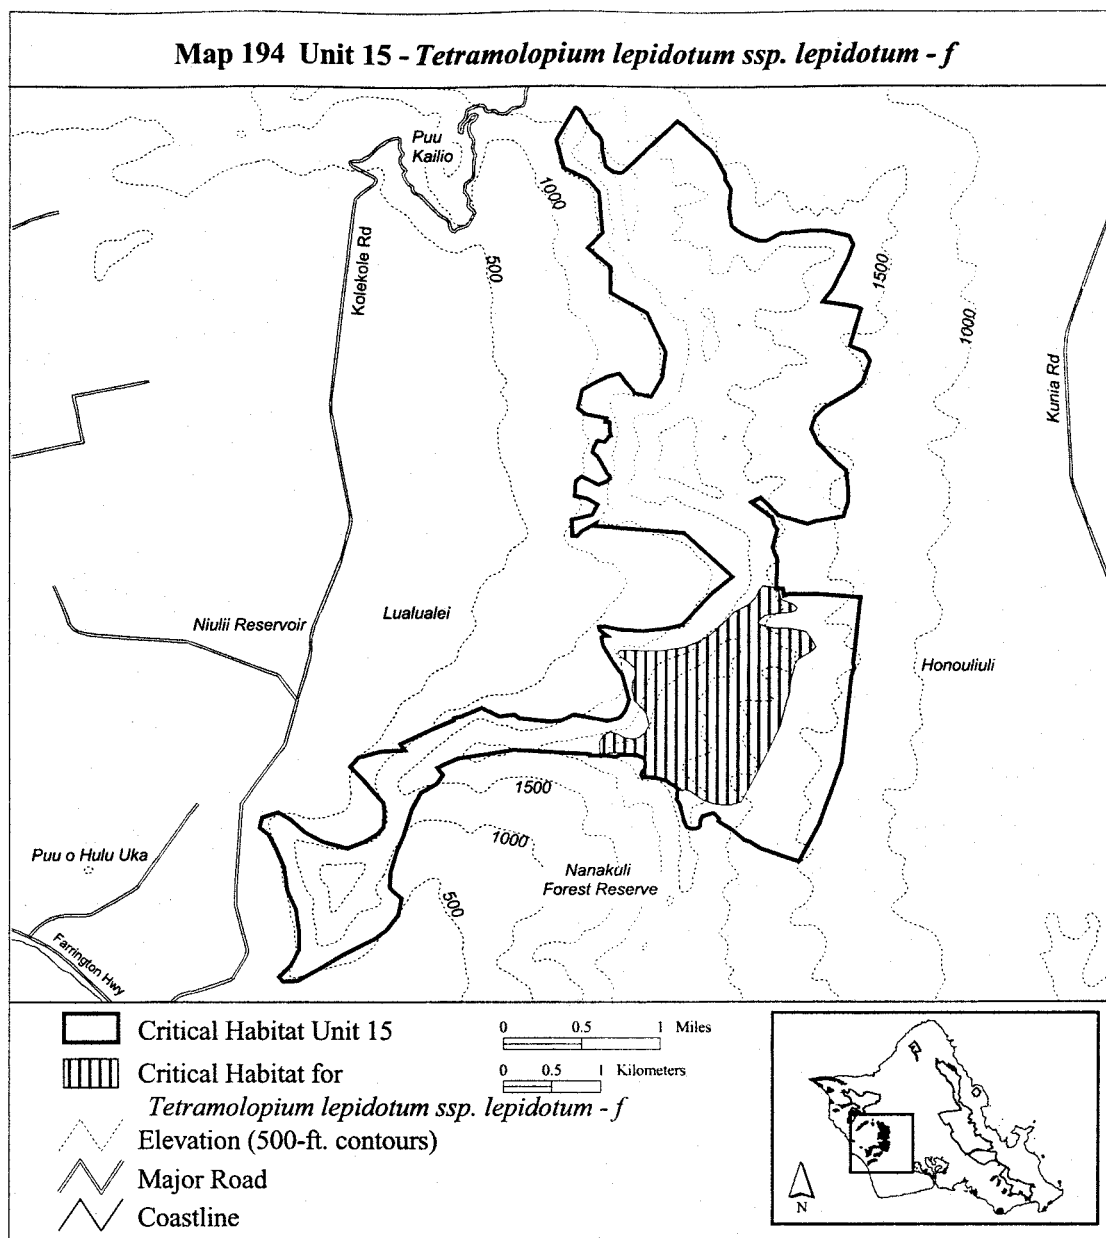 Map 194 Unit 15 - Tetramolopium lepidotum ssp. lepidotum - f
Puu
Kailio
1000
500
Kolekole Rd
1500
1000
Kunia Rd
Niulii Reservoir
Lualualei
Honouliuli
1500
1000
Puu o Hulu Uka
Nanakuli
Forest Reserve
500
Farrington Hwy
Critical Habitat Unit 15
0 0.5 1 Miles
Critical Habitat for
0 0.5 1 Kilometers
Tetramolopium lepidotum ssp. lepidotum - f
Elevation (500-ft. contours)
Major Road
Coastline
N